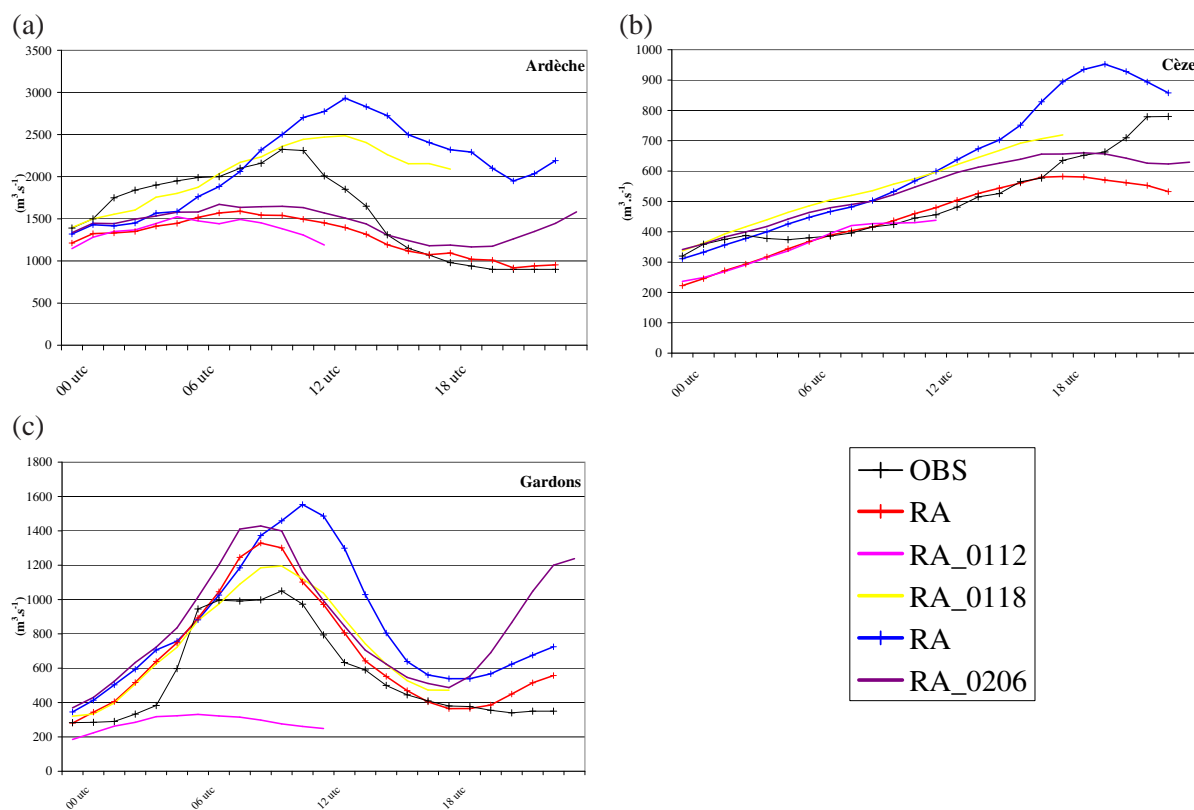 (a)
3500
3000
2500
2000
1500
1000
500
0
(m³.s⁻¹)
Ardèche
00 utc
06 utc
12 utc
18 utc
(b)
1000
900
800
700
600
500
400
300
200
100
0
(m³.s⁻¹)
Cèze
00 utc
06 utc
12 utc
18 utc
(c)
1800
1600
1400
1200
1000
800
600
400
200
0
(m³.s⁻¹)
Gardons
00 utc
06 utc
12 utc
18 utc
OBS
RA
RA_0112
RA_0118
RA
RA_0206